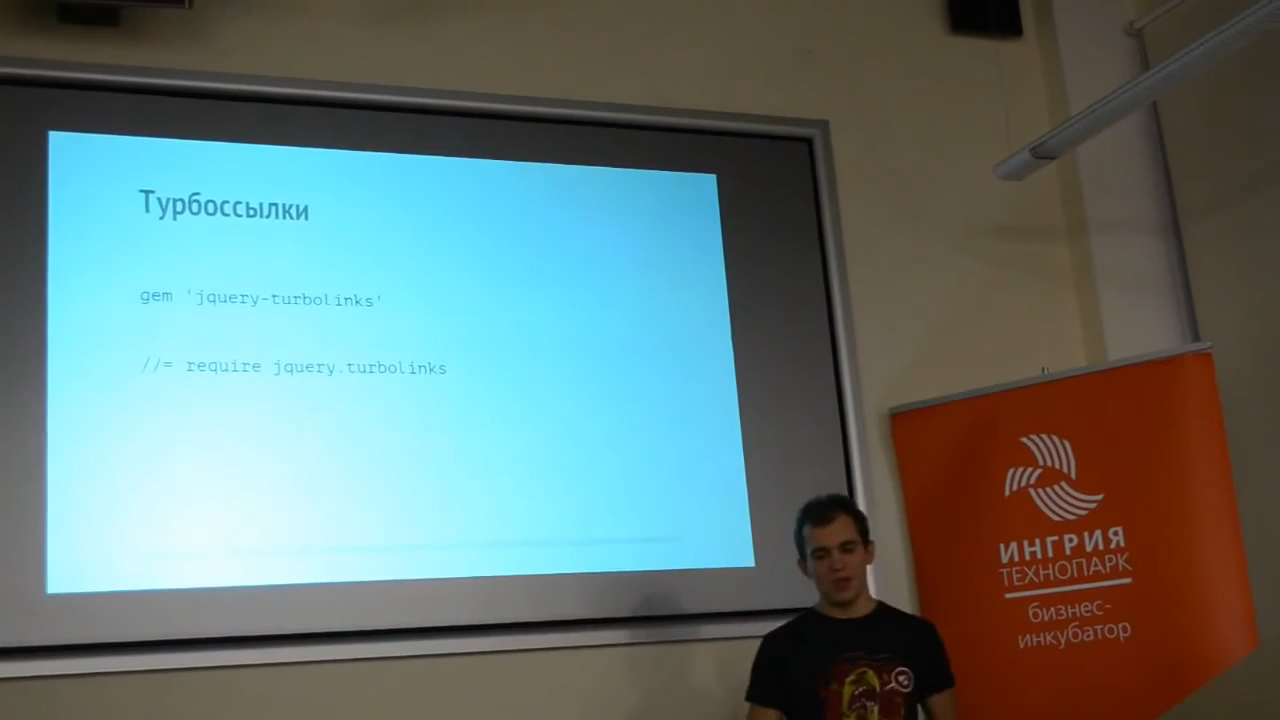 Турбоссылки
gem 'jquery-turbolinks'
//= require jquery.turbolinks
ИНГРИЯ
ТЕХНОПАРК
бизнес-
инкубатор